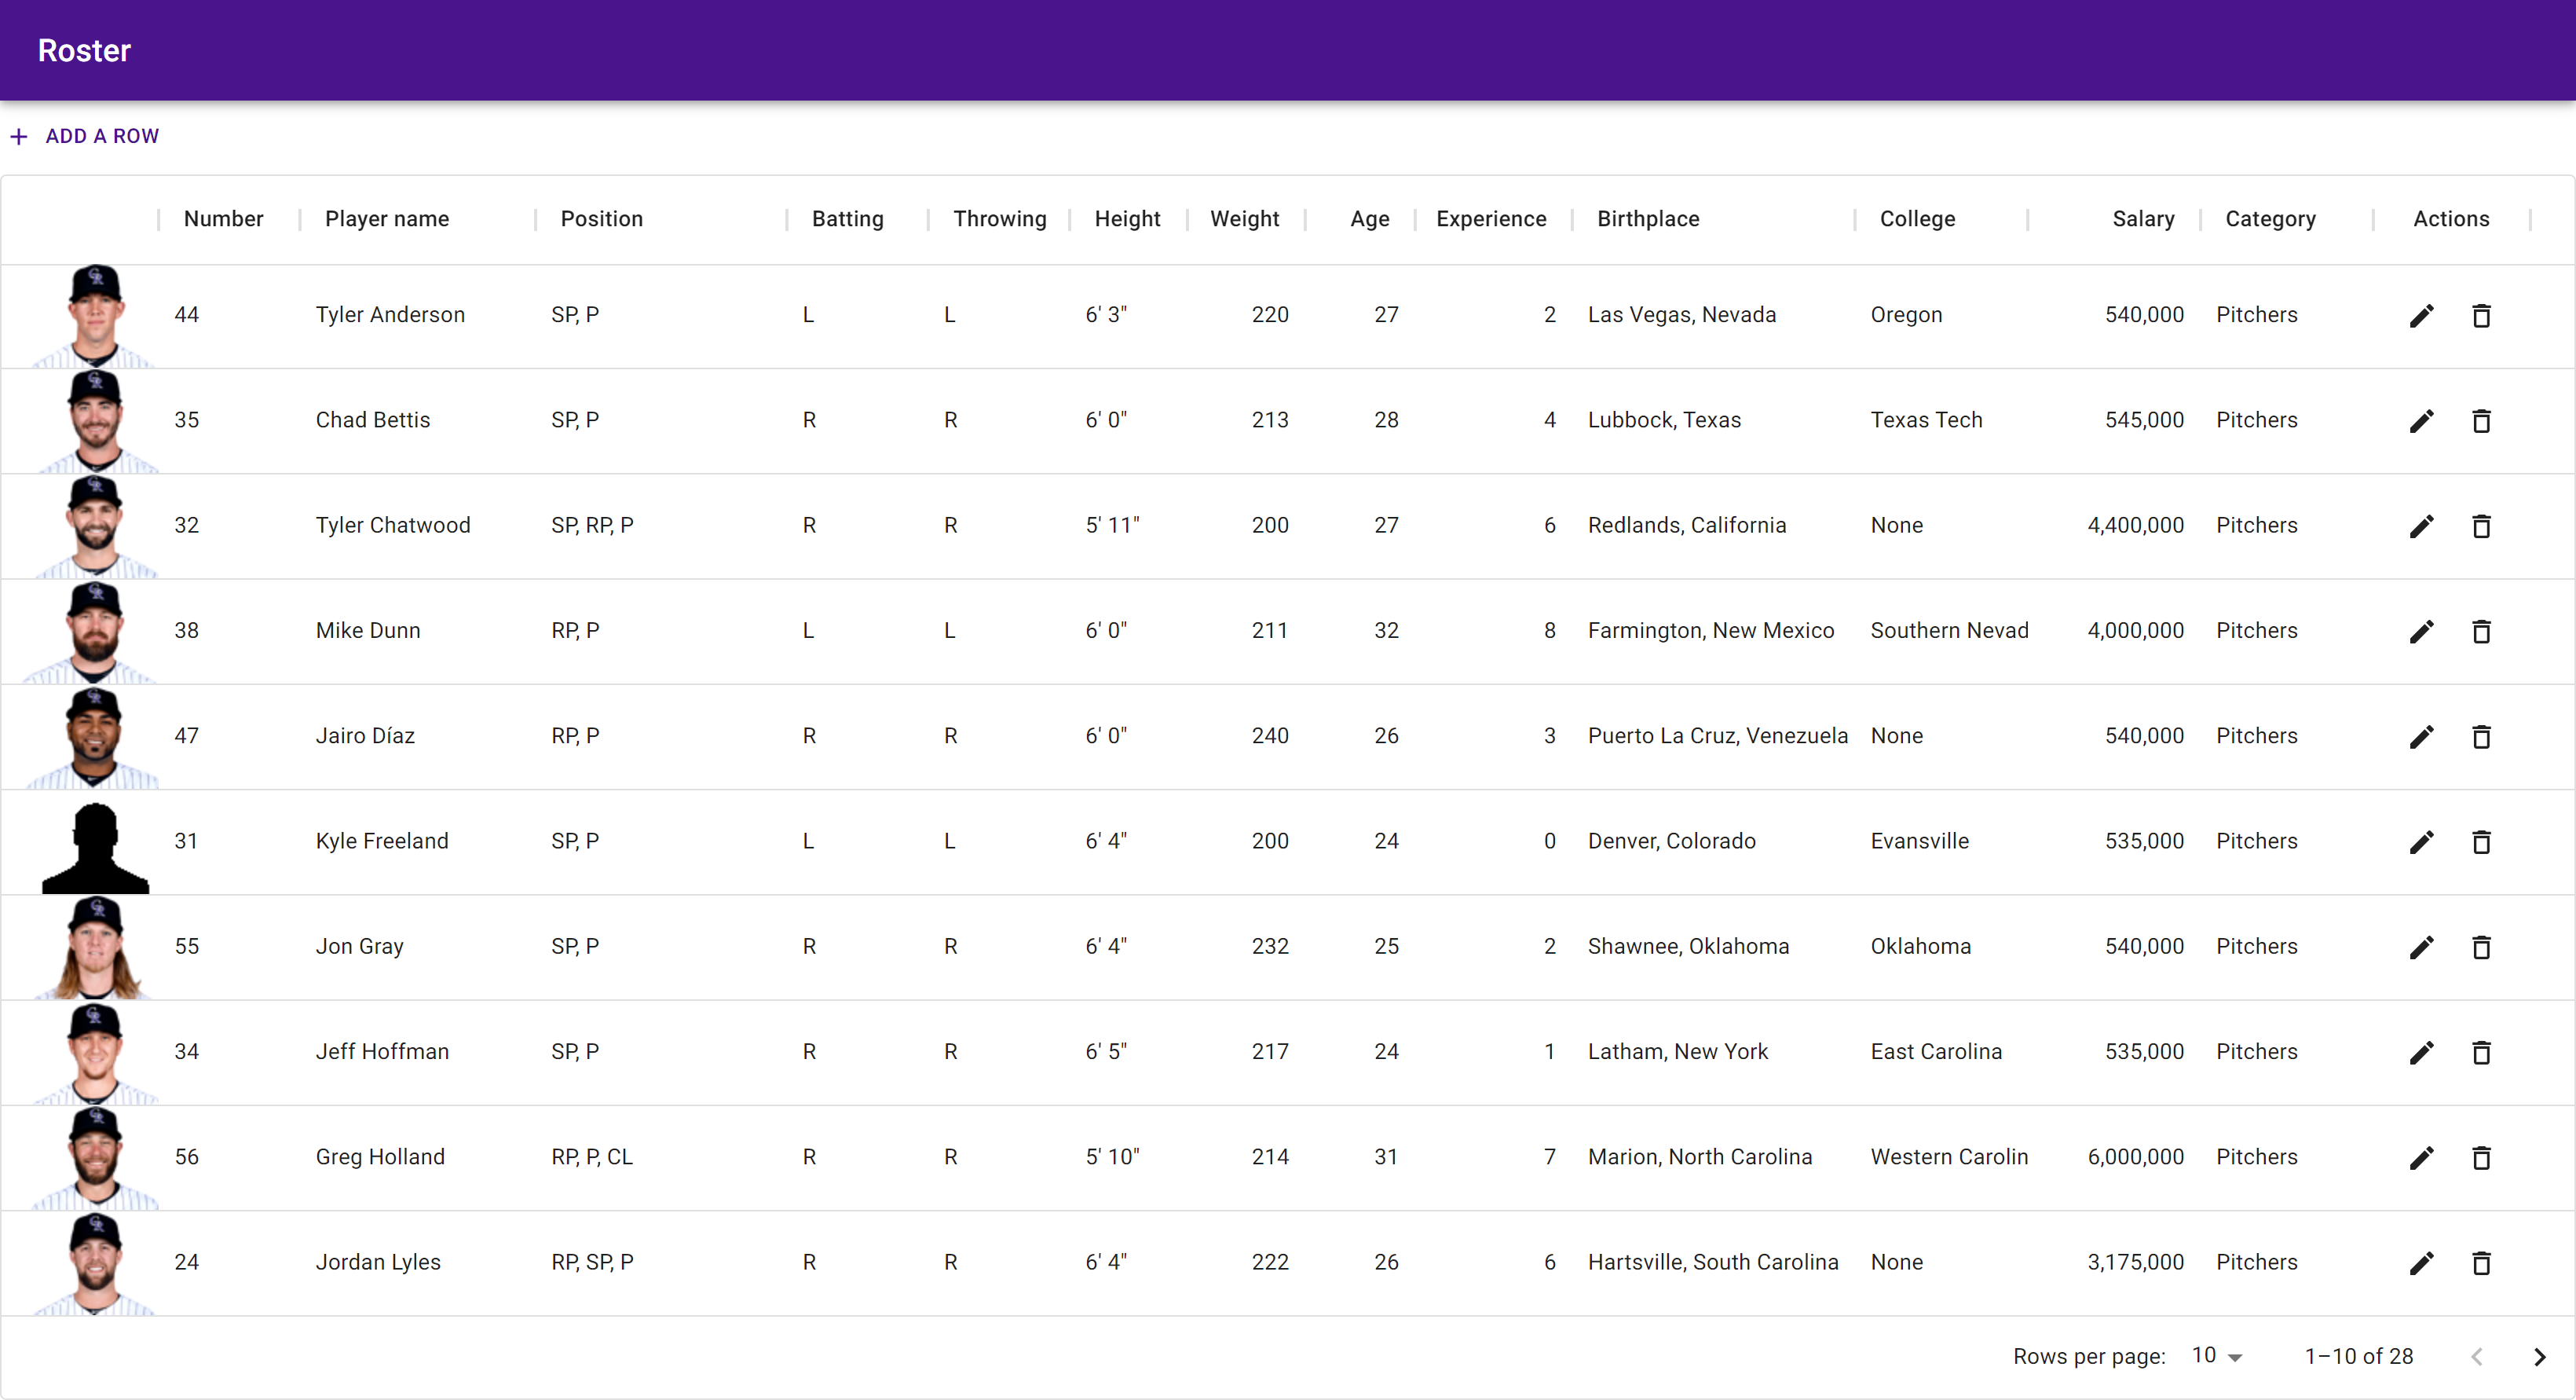 Roster
+ ADD A ROW
Number Player name Position Batting Throwing Height Weight Age Experience Birthplace College Salary Category Actions
44 Tyler Anderson SP, P L L 6' 3" 220 27 2 Las Vegas, Nevada Oregon 540,000 Pitchers
35 Chad Bettis SP, P R R 6' 0" 213 28 4 Lubbock, Texas Texas Tech 545,000 Pitchers
32 Tyler Chatwood SP, RP, P R R 5' 11" 200 27 6 Redlands, California None 4,400,000 Pitchers
38 Mike Dunn RP, P L L 6' 0" 211 32 8 Farmington, New Mexico Southern Nevad 4,000,000 Pitchers
47 Jairo Díaz RP, P R R 6' 0" 240 26 3 Puerto La Cruz, Venezuela None 540,000 Pitchers
31 Kyle Freeland SP, P L L 6' 4" 200 24 0 Denver, Colorado Evansville 535,000 Pitchers
55 Jon Gray SP, P R R 6' 4" 232 25 2 Shawnee, Oklahoma Oklahoma 540,000 Pitchers
34 Jeff Hoffman SP, P R R 6' 5" 217 24 1 Latham, New York East Carolina 535,000 Pitchers
56 Greg Holland RP, P, CL R R 5' 10" 214 31 7 Marion, North Carolina Western Carolin 6,000,000 Pitchers
24 Jordan Lyles RP, SP, P R R 6' 4" 222 26 6 Hartsville, South Carolina None 3,175,000 Pitchers
Rows per page: 10 1–10 of 28